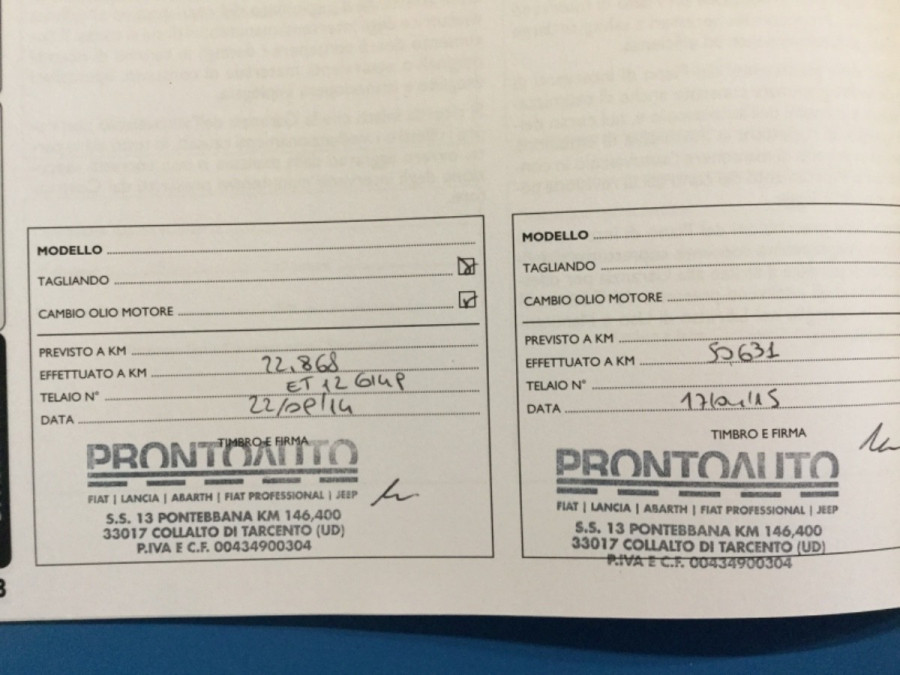 MODELLO
TAGLIANDO
CAMBIO OLIO MOTORE
PREVISTO A KM
EFFETTUATO A KM 22.868
TELAIO N° ET 12 614P
DATA 22/08/14
TIMBRO E FIRMA
PRONTOAUTO
FIAT | LANCIA | ABARTH | FIAT PROFESSIONAL | JEEP
S.S. 13 PONTEBBANA KM 146,400
33017 COLLALTO DI TARCENTO (UD)
P.IVA E C.F. 00434900304
MODELLO
TAGLIANDO
CAMBIO OLIO MOTORE
PREVISTO A KM
EFFETTUATO A KM 50.631
TELAIO N°
DATA
TIMBRO E FIRMA
PRONTOAUTO
FIAT | LANCIA | ABARTH | FIAT PROFESSIONAL | JEEP
S.S. 13 PONTEBBANA KM 146,400
33017 COLLALTO DI TARCENTO (UD)
P.IVA E C.F. 00434900304